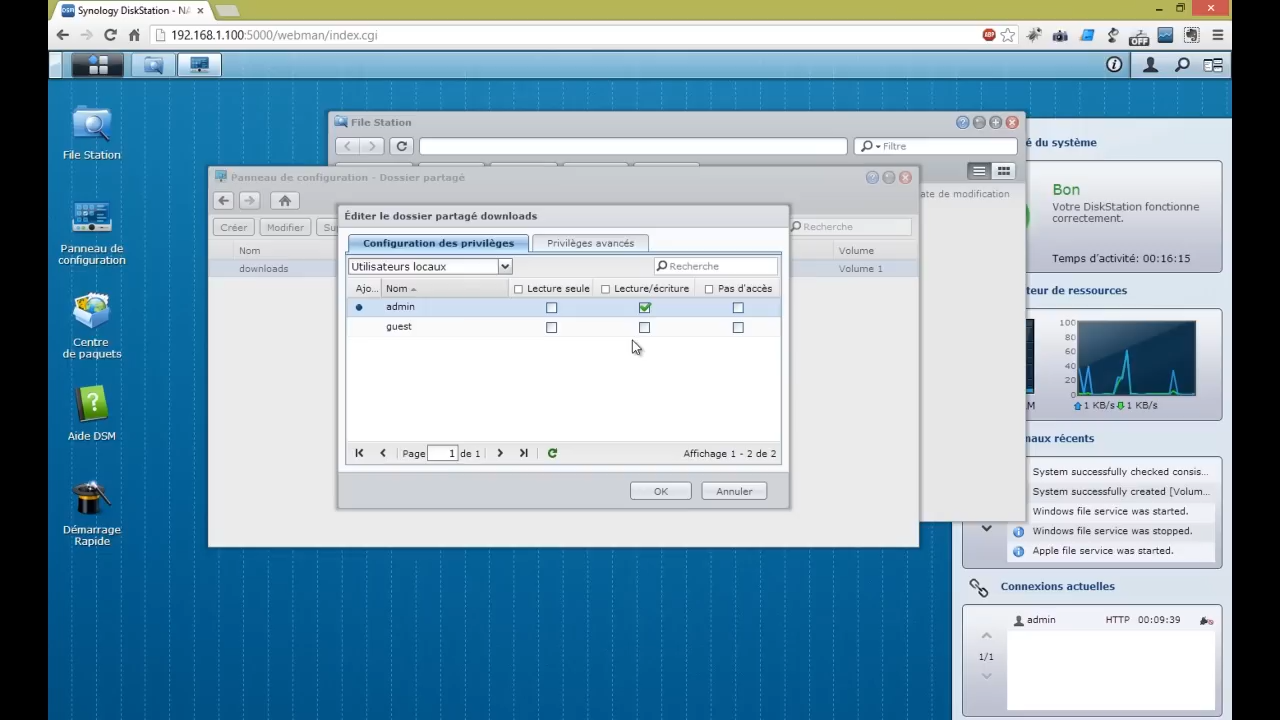 Synology DiskStation - NA
192.168.1.100:5000/webman/index.cgi
ABP
OFF
File Station
Panneau de
configuration
Centre
de paquets
Aide DSM
Démarrage
Rapide
File Station
Filtre
ate de modification
Panneau de configuration - Dossier partagé
Créer
Modifier
Su
Recherche
Nom
Volume
downloads
Volume 1
Éditer le dossier partagé downloads
Configuration des privilèges
Privilèges avancés
Utilisateurs locaux
Recherche
Ajo...
Nom
Lecture seule
Lecture/écriture
Pas d'accès
admin
guest
Page 1 de 1
Affichage 1 - 2 de 2
OK
Annuler
é du système
Bon
Votre DiskStation fonctionne
correctement.
Temps d'activité: 00:16:15
teur de ressources
100
80
60
40
20
0
M
1 KB/s
1 KB/s
naux récents
System successfully checked consis...
System successfully created [Volum...
Windows file service was started.
Windows file service was stopped.
Apple file service was started.
Connexions actuelles
admin
HTTP
00:09:39
1/1